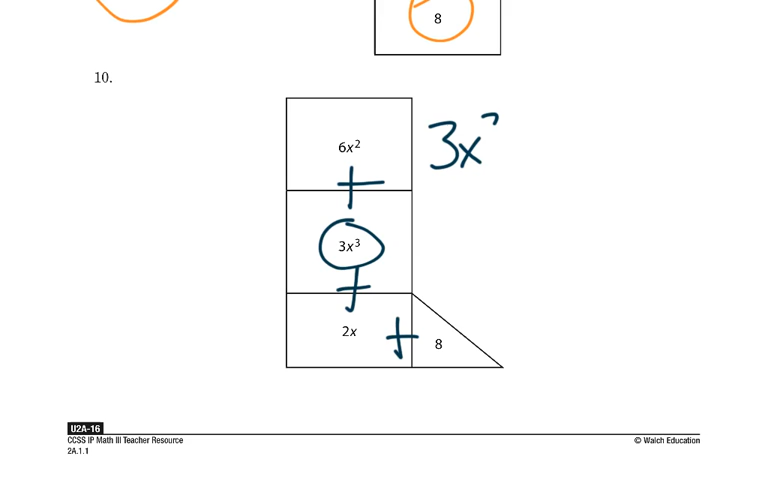 8
10.
6x²
3x
+
3x³
+
2x + 8
U2A-16
CCSS IP Math III Teacher Resource
© Walch Education
2A.1.1